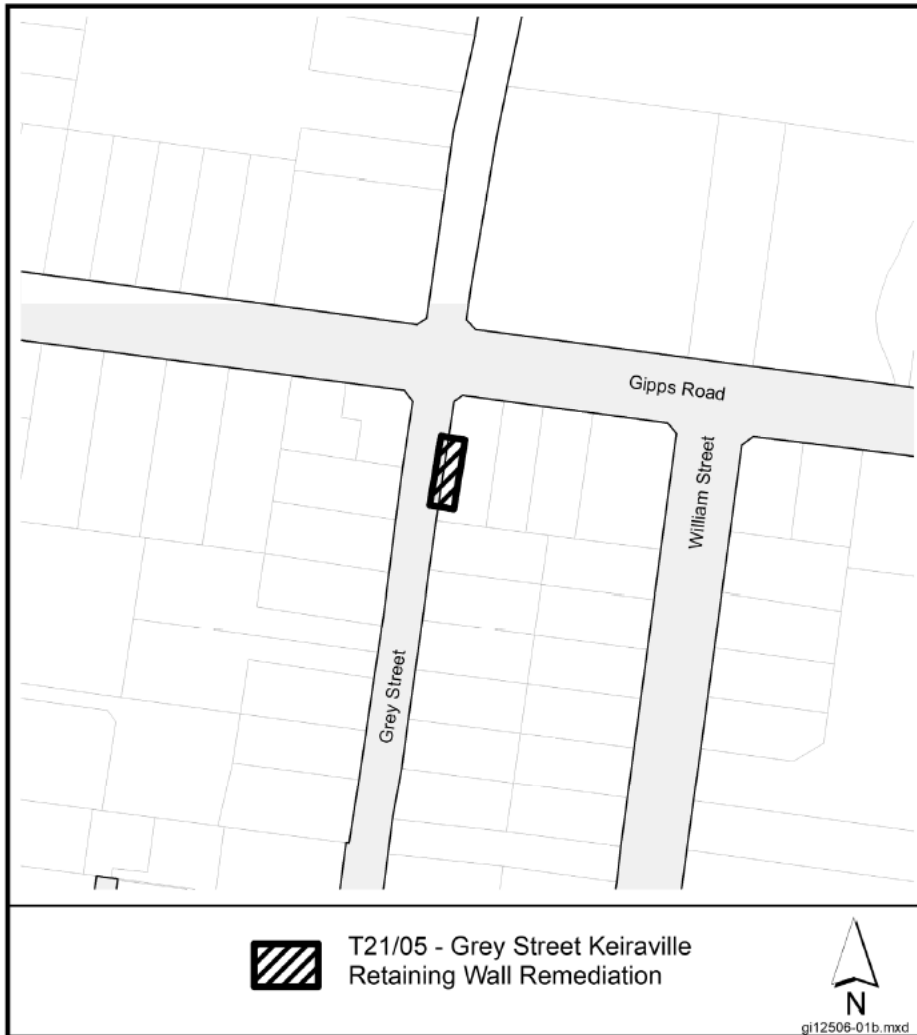 Gipps Road
William Street
Grey Street
T21/05 - Grey Street Keiraville
Retaining Wall Remediation
N
gi12506-01b.mxd